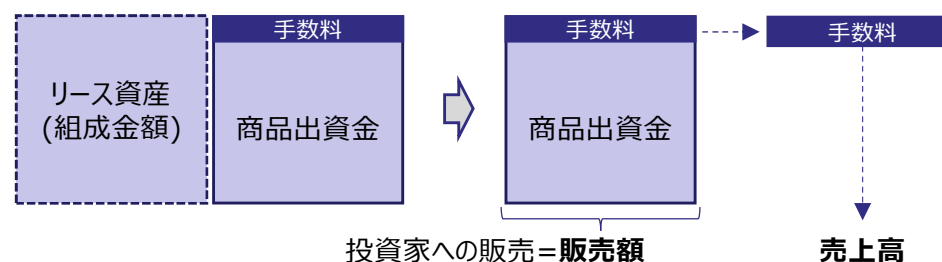 リース資産
(組成金額)
手数料
商品出資金
手数料
商品出資金
手数料
投資家への販売=販売額
売上高